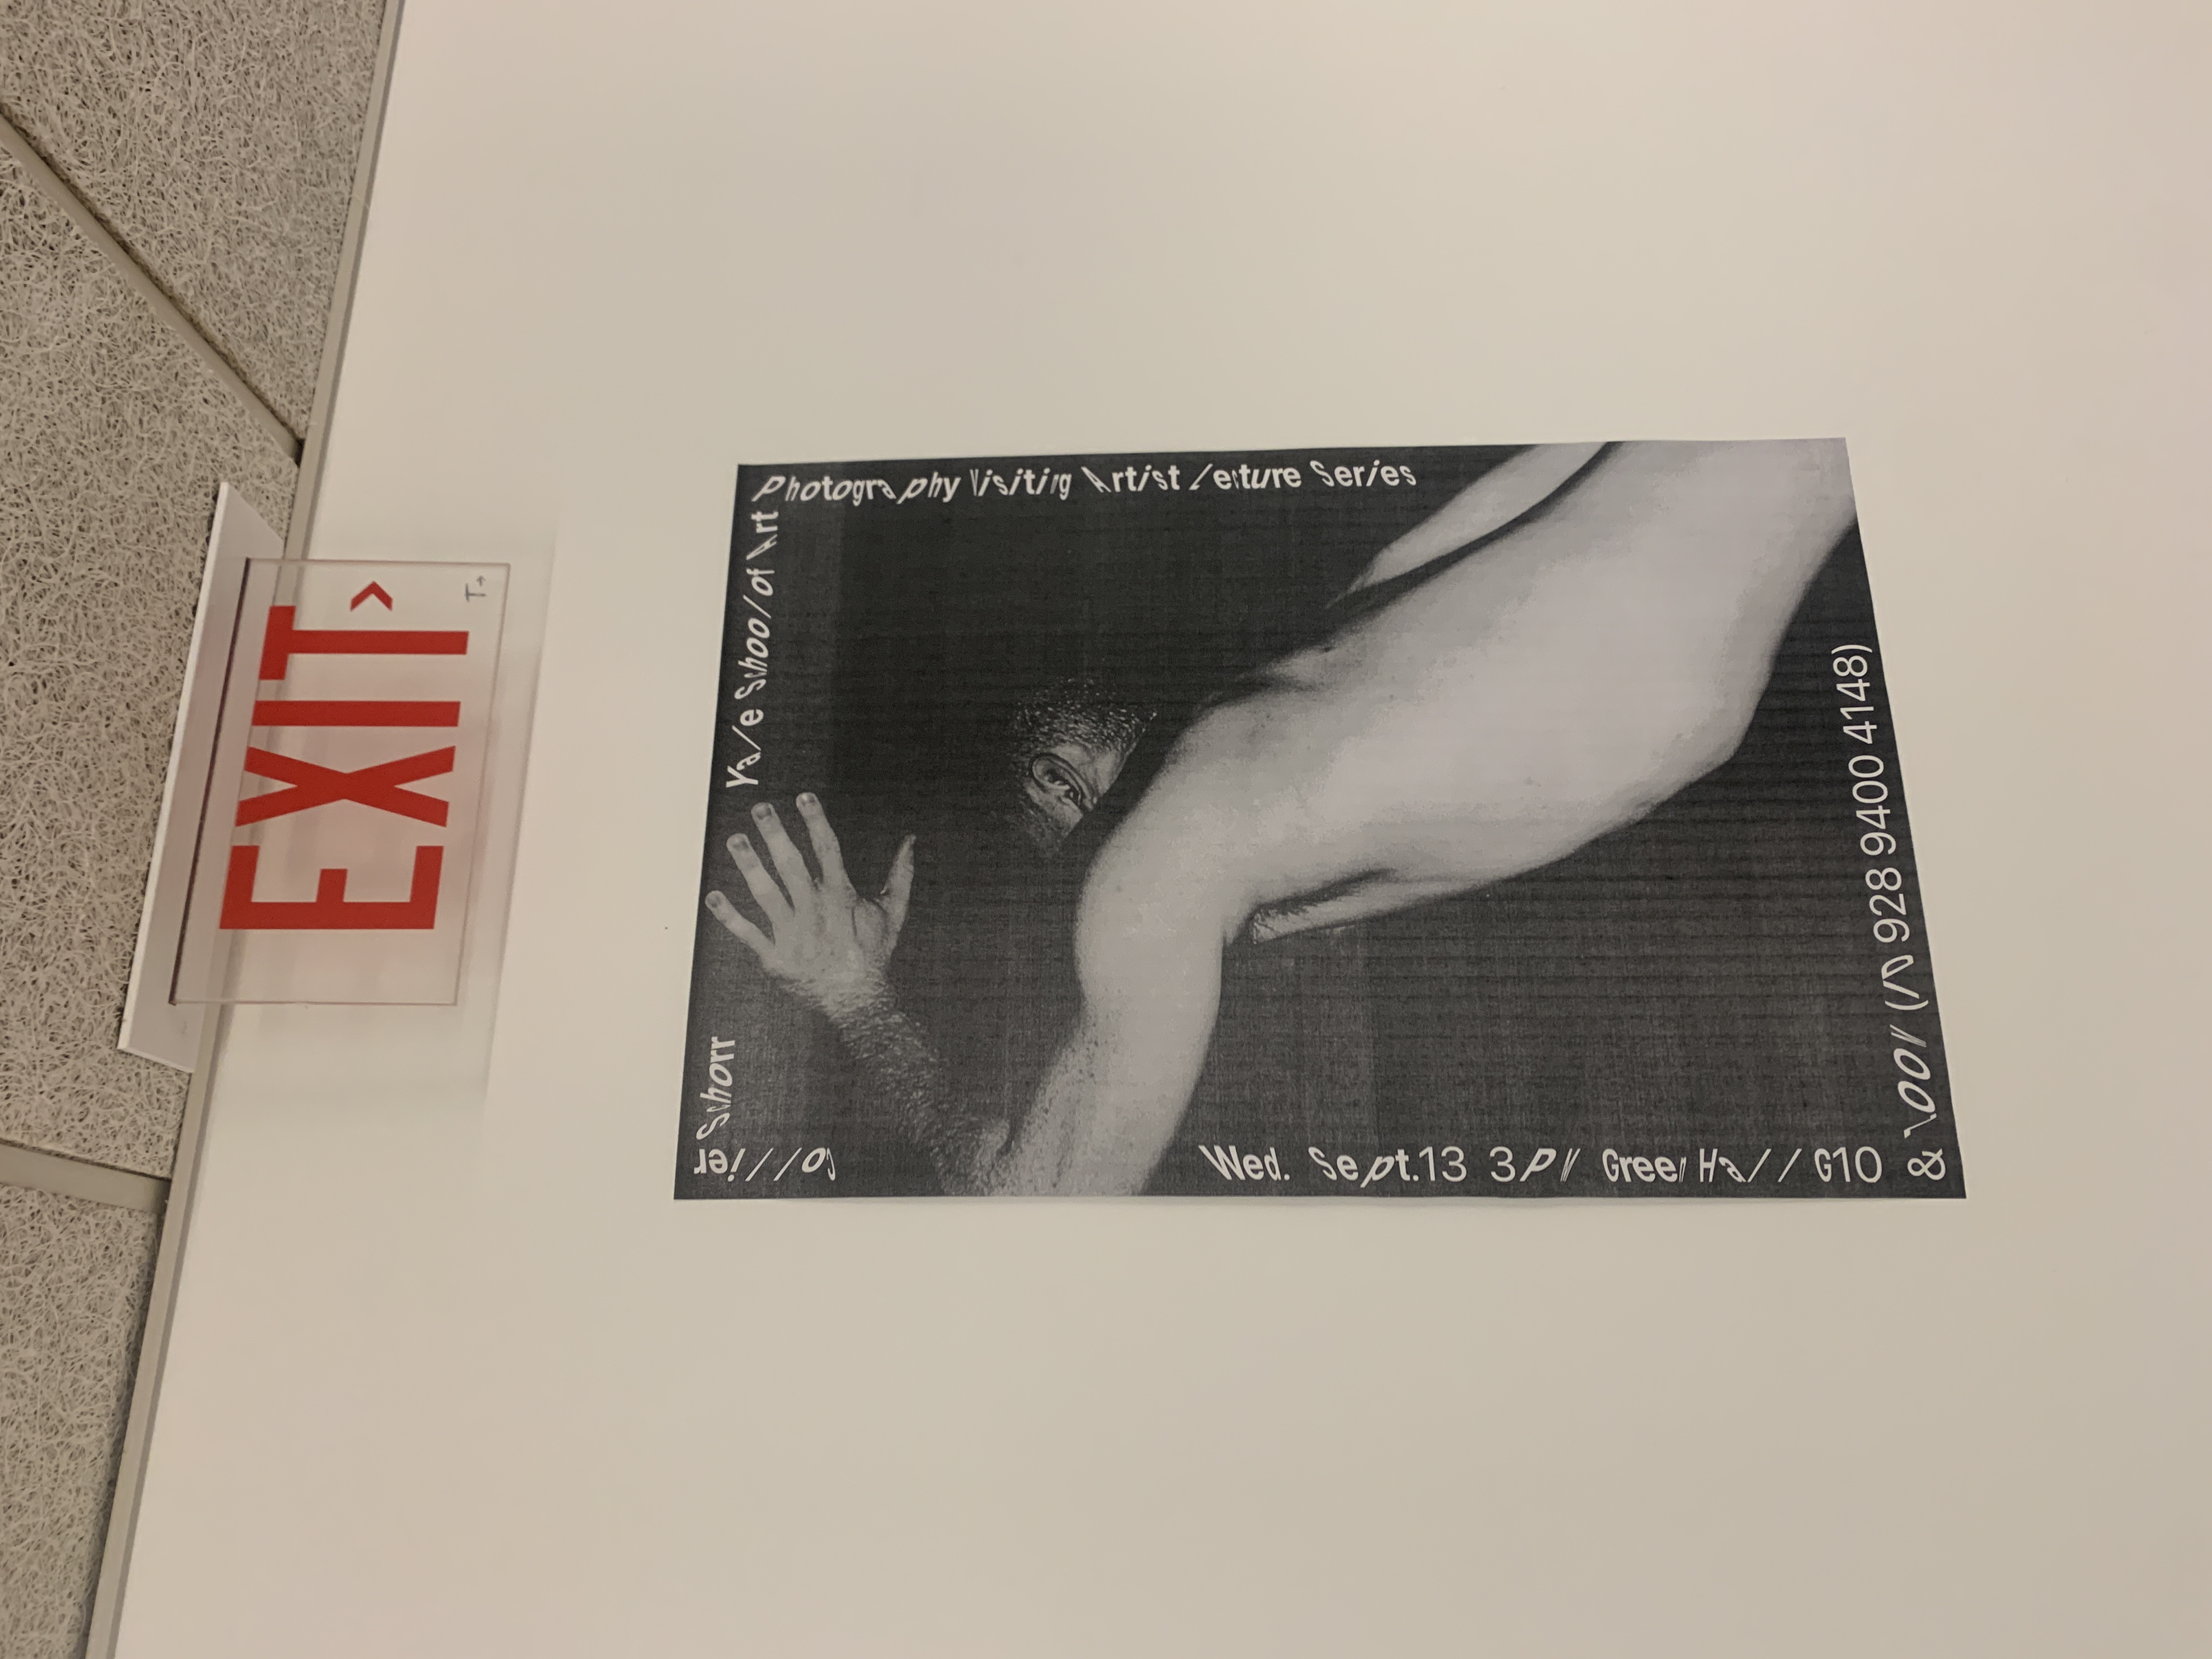 EXIT >
T→
Collier Schorr
Yale School of Art
Photography Visiting Artist Lecture Series
Wed. Sept.13 3PM Green Hall G10
& Zoom (ID 928 9400 4148)